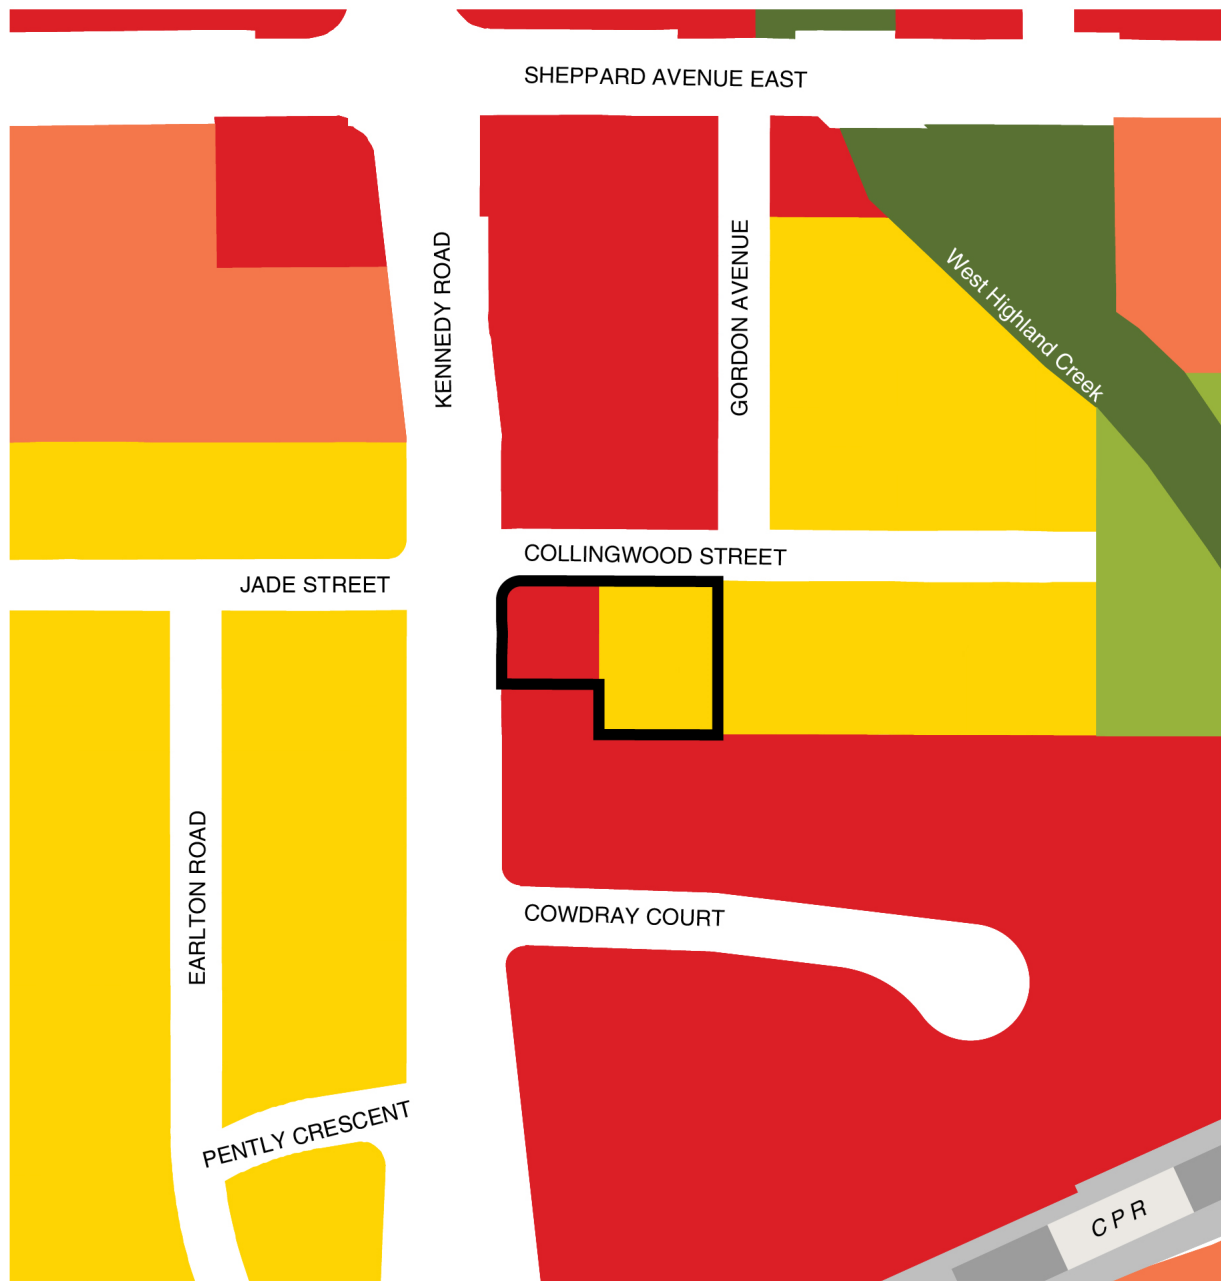 SHEPPARD AVENUE EAST
KENNEDY ROAD
GORDON AVENUE
West Highland Creek
COLLINGWOOD STREET
JADE STREET
EARLTON ROAD
COWDRAY COURT
PENTLY CRESCENT
CPR